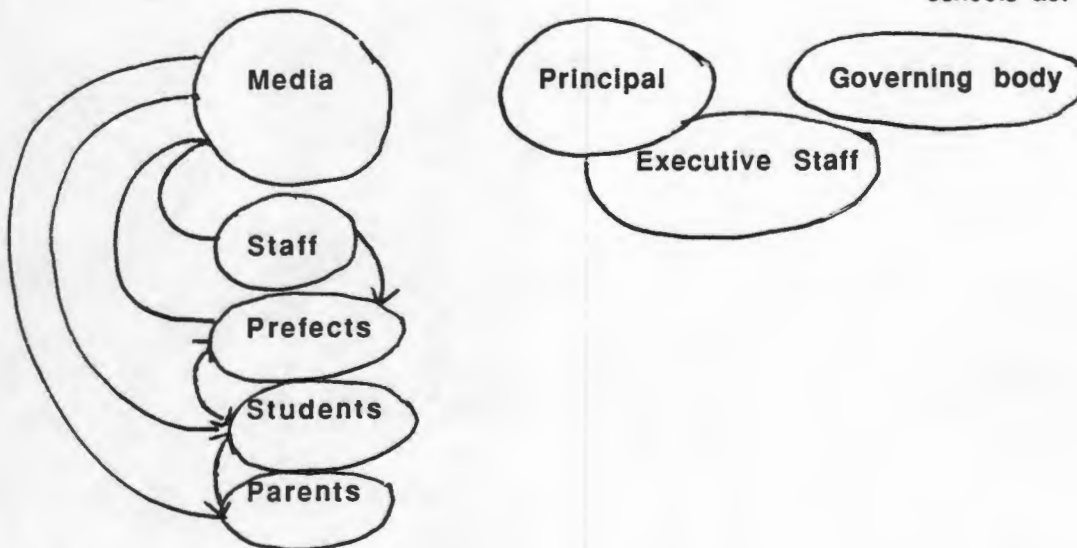 Media
Principal
Governing body
Executive Staff
Staff
Prefects
Students
Parents